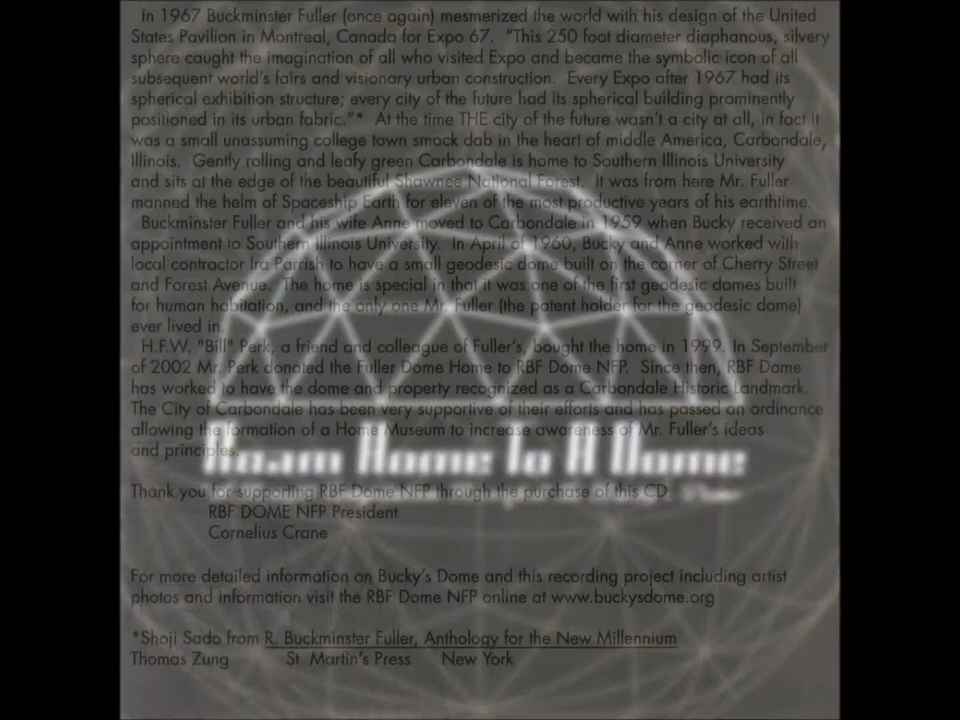 In 1967 Buckminster Fuller (once again) mesmerized the world with his design of the United
States Pavilion in Montreal, Canada for Expo 67. "This 250 foot diameter diaphanous, silvery
sphere caught the imagination of all who visited Expo and became the symbolic icon of all
subsequent world's fairs and visionary urban construction. Every Expo after 1967 had its
spherical exhibition structure; every city of the future had its spherical building prominently
positioned in its urban fabric."* At the time THE city of the future wasn't a city at all, in fact it
was a small unassuming college town smack dab in the heart of middle America, Carbondale,
Illinois. Gently rolling and leafy green Carbondale is home to Southern Illinois University
and sits at the edge of the beautiful Shawnee National Forest. It was from here Mr. Fuller
manned the helm of Spaceship Earth for eleven of the most productive years of his earthtime.
Buckminster Fuller and his wife Anne moved to Carbondale in 1959 when Bucky received an
appointment to Southern Illinois University. In April of 1960, Bucky and Anne worked with
local contractor Ira Parrish to have a small geodesic dome built on the corner of Cherry Street
and Forest Avenue. The home is special in that it was one of the first geodesic domes built
for human habitation, and the only one Mr. Fuller (the patent holder for the geodesic dome)
ever lived in.
H.F.W. "Bill" Perk, a friend and colleague of Fuller's, bought the home in 1999. In September
of 2002 Mr. Perk donated the Fuller Dome Home to RBF Dome NFP. Since then, RBF Dome
has worked to have the dome and property recognized as a Carbondale Historic Landmark.
The City of Carbondale has been very supportive of their efforts and has passed an ordinance
allowing the formation of a Home Museum to increase awareness of Mr. Fuller's ideas
and principles.
Roam Home To A Dome
Thank you for supporting RBF Dome NFP through the purchase of this CD.
RBF DOME NFP President
Cornelius Crane
For more detailed information on Bucky's Dome and this recording project including artist
photos and information visit the RBF Dome NFP online at www.buckysdome.org
*Shoji Sado from R. Buckminster Fuller, Anthology for the New Millennium
Thomas Zung St. Martin's Press New York